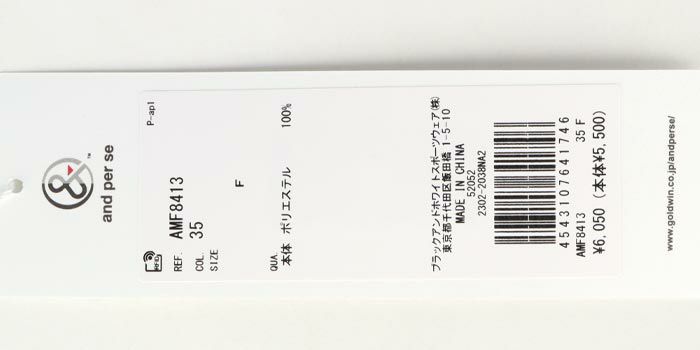 and per se
P-ap1
REF. AMF8413
COL. 35
SIZE F
QUA.
本体 ポリエステル 100%
ブラックアンドホワイトスポーツウェア(株)
東京都千代田区飯田橋 1-5-10
MADE IN CHINA
52052
2302-2038NA2
4543107641746
AMF8413 35 F
¥6,050 (本体¥5,500)
www.goldwin.co.jp/andperse/